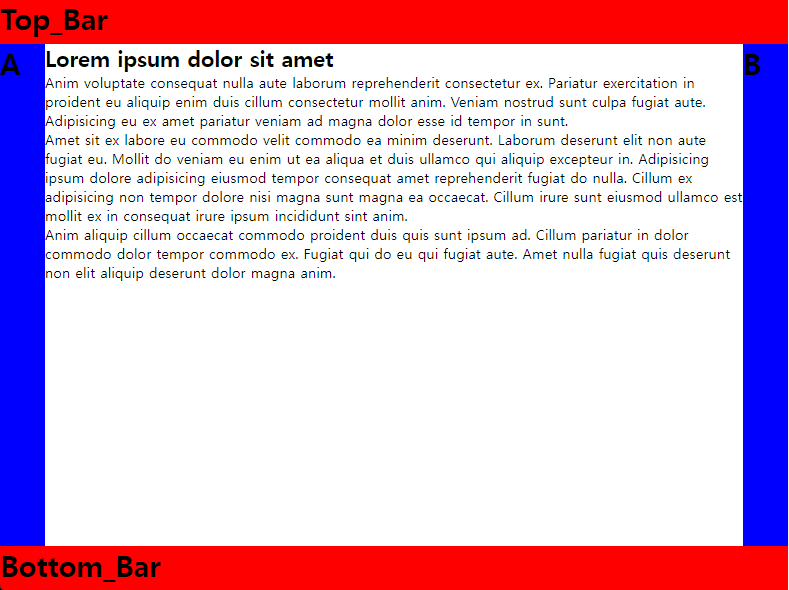 Top_Bar
A
B
Lorem ipsum dolor sit amet
Anim voluptate consequat nulla aute laborum reprehenderit consectetur ex. Pariatur exercitation in
proident eu aliquip enim duis cillum consectetur mollit anim. Veniam nostrud sunt culpa fugiat aute.
Adipisicing eu ex amet pariatur veniam ad magna dolor esse id tempor in sunt.
Amet sit ex labore eu commodo velit commodo ea minim deserunt. Laborum deserunt elit non aute
fugiat eu. Mollit do veniam eu enim ut ea aliqua et duis ullamco qui aliquip excepteur in. Adipisicing
ipsum dolore adipisicing eiusmod tempor consequat amet reprehenderit fugiat do nulla. Cillum ex
adipisicing non tempor dolore nisi magna sunt magna ea occaecat. Cillum irure sunt eiusmod ullamco est
mollit ex in consequat irure ipsum incididunt sint anim.
Anim aliquip cillum occaecat commodo proident duis quis sunt ipsum ad. Cillum pariatur in dolor
commodo dolor tempor commodo ex. Fugiat qui do eu qui fugiat aute. Amet nulla fugiat quis deserunt
non elit aliquip deserunt dolor magna anim.
Bottom_Bar